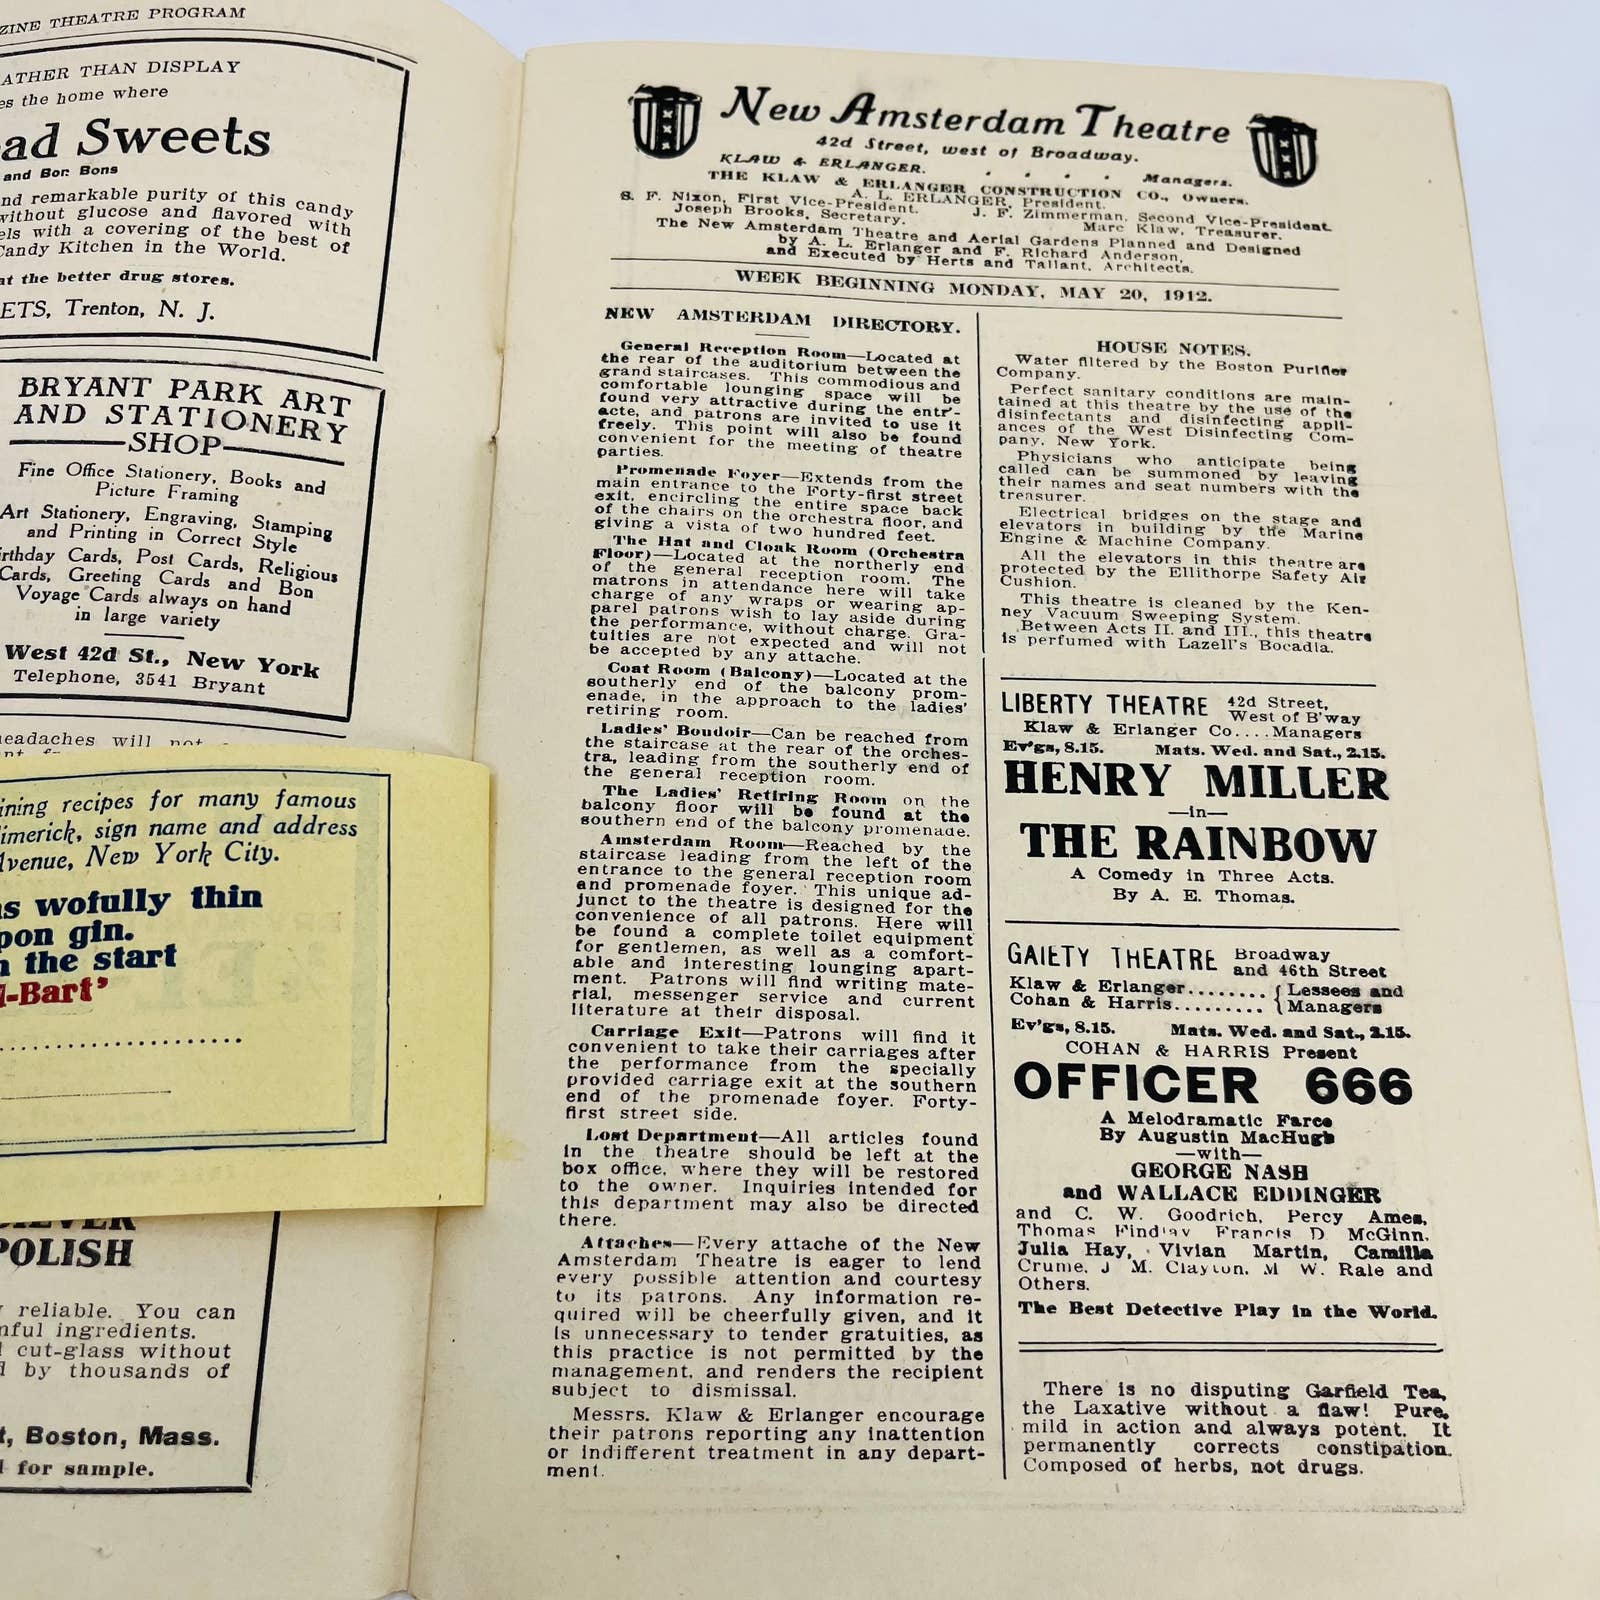 ZINE THEATRE PROGRAM
ATHER THAN DISPLAY
es the home where
ad Sweets
and Bon Bons
nd remarkable purity of this candy
without glucose and flavored with
els with a covering of the best of
Candy Kitchen in the World.
at the better drug stores.
ETS, Trenton, N. J.
BRYANT PARK ART
AND STATIONERY
SHOP
Fine Office Stationery, Books and
Picture Framing
Art Stationery, Engraving, Stamping
and Printing in Correct Style
irthday Cards, Post Cards, Religious
Cards, Greeting Cards and Bon
Voyage Cards always on hand
in large variety
West 42d St., New York
Telephone, 3541 Bryant
headaches will not
ining recipes for many famous
limerick, sign name and address
Avenue, New York City.
s wofully thin
pon gin.
n the start
-Bart'
POLISH
reliable. You can
mful ingredients.
cut-glass without
d by thousands of
t, Boston, Mass.
for sample.
New Amsterdam Theatre
42d Street, west of Broadway.
KLAW & ERLANGER. . . . . Managers.
THE KLAW & ERLANGER CONSTRUCTION CO., Owners.
A. L. ERLANGER, President.
S. F. Nixon, First Vice-President. J. F. Zimmerman, Second Vice-President.
Joseph Brooks, Secretary. Marc Klaw, Treasurer.
The New Amsterdam Theatre and Aerial Gardens Planned and Designed
by A. L. Erlanger and F. Richard Anderson,
and Executed by Herts and Tallant, Architects.
WEEK BEGINNING MONDAY, MAY 20, 1912.
NEW AMSTERDAM DIRECTORY.
General Reception Room—Located at
the rear of the auditorium between the
grand staircases. This commodious and
comfortable lounging space will be
found very attractive during the entr'-
acte, and patrons are invited to use it
freely. This point will also be found
convenient for the meeting of theatre
parties.
Promenade Foyer—Extends from the
main entrance to the Forty-first street
exit, encircling the entire space back
of the chairs on the orchestra floor, and
giving a vista of two hundred feet.
The Hat and Cloak Room (Orchestra
Floor)—Located at the northerly end
of the general reception room. The
matrons in attendance here will take
charge of any wraps or wearing ap-
parel patrons wish to lay aside during
the performance, without charge. Gra-
tuities are not expected and will not
be accepted by any attache.
Coat Room (Balcony)—Located at the
southerly end of the balcony prom-
enade, in the approach to the ladies'
retiring room.
Ladies' Boudoir—Can be reached from
the staircase at the rear of the orches-
tra, leading from the southerly end of
the general reception room.
The Ladies' Retiring Room on the
balcony floor will be found at the
southern end of the balcony promenade.
Amsterdam Room—Reached by the
staircase leading from the left of the
entrance to the general reception room
and promenade foyer. This unique ad-
junct to the theatre is designed for the
convenience of all patrons. Here will
be found a complete toilet equipment
for gentlemen, as well as a comfort-
able and interesting lounging apart-
ment. Patrons will find writing mate-
rial, messenger service and current
literature at their disposal.
Carriage Exit—Patrons will find it
convenient to take their carriages after
the performance from the specially
provided carriage exit at the southern
end of the promenade foyer. Forty-
first street side.
Lost Department—All articles found
in the theatre should be left at the
box office, where they will be restored
to the owner. Inquiries intended for
this department may also be directed
there.
Attaches—Every attache of the New
Amsterdam Theatre is eager to lend
every possible attention and courtesy
to its patrons. Any information re-
quired will be cheerfully given, and it
is unnecessary to tender gratuities, as
this practice is not permitted by the
management, and renders the recipient
subject to dismissal.
Messrs. Klaw & Erlanger encourage
their patrons reporting any inattention
or indifferent treatment in any depart-
ment.
HOUSE NOTES.
Water filtered by the Boston Purifier
Company.
Perfect sanitary conditions are main-
tained at this theatre by the use of the
disinfectants and disinfecting appli-
ances of the West Disinfecting Com-
pany, New York.
Physicians who anticipate being
called can be summoned by leaving
their names and seat numbers with the
treasurer.
Electrical bridges on the stage and
elevators in building by the Marine
Engine & Machine Company.
All the elevators in this theatre are
protected by the Ellithorpe Safety Air
Cushion.
This theatre is cleaned by the Ken-
ney Vacuum Sweeping System.
Between Acts II. and III., this theatre
is perfumed with Lazell's Bocadia.
LIBERTY THEATRE 42d Street,
West of B'way
Klaw & Erlanger Co....Managers
Ev'gs, 8.15. Mats. Wed. and Sat., 2.15.
HENRY MILLER
—in—
THE RAINBOW
A Comedy in Three Acts.
By A. E. Thomas.
GAIETY THEATRE Broadway
and 46th Street
Klaw & Erlanger........ { Lessees and
Cohan & Harris......... { Managers
Ev'gs, 8.15. Mats. Wed. and Sat., 2.15.
COHAN & HARRIS Present
OFFICER 666
A Melodramatic Farce
By Augustin MacHugh
—with—
GEORGE NASH
and WALLACE EDDINGER
and C. W. Goodrich, Percy Ames,
Thomas Findlay Francis D McGinn,
Julia Hay, Vivian Martin, Camilla
Crume, J M. Clayton, M W. Rale and
Others.
The Best Detective Play in the World.
There is no disputing Garfield Tea,
the Laxative without a flaw! Pure,
mild in action and always potent. It
permanently corrects constipation.
Composed of herbs, not drugs.